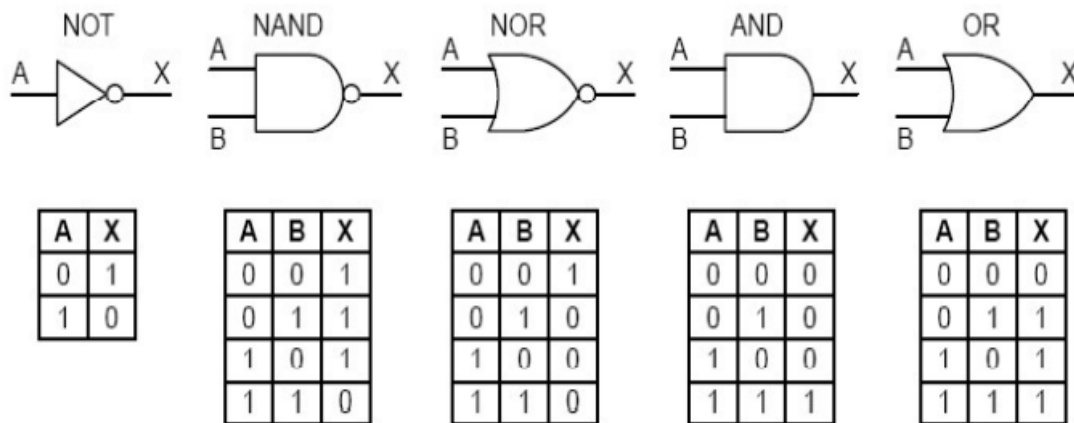 NOT NAND NOR AND OR
A X A X A X A X A X
B B B B
A X A B X A B X A B X A B X
0 1 0 0 1 0 0 1 0 0 0 0 0 0
1 0 0 1 1 0 1 0 0 1 0 0 1 1
1 0 1 1 0 0 1 0 0 1 0 1
1 1 0 1 1 0 1 1 1 1 1 1